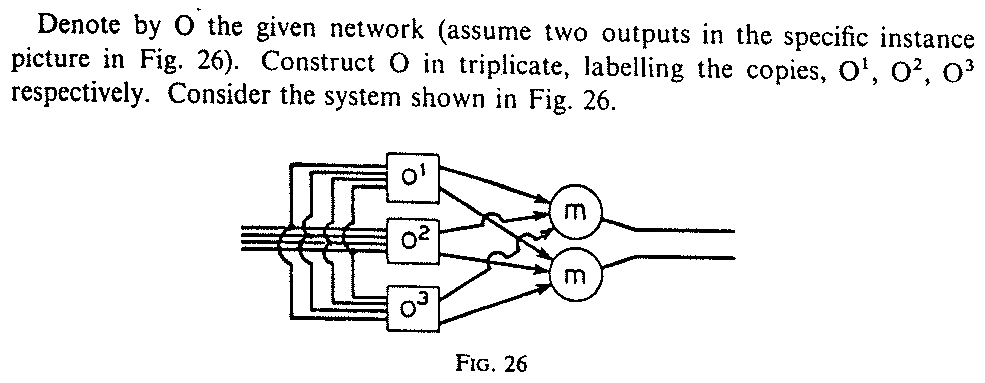 Denote by O the given network (assume two outputs in the specific instance
picture in Fig. 26). Construct O in triplicate, labelling the copies, O¹, O², O³
respectively. Consider the system shown in Fig. 26.
O¹
m
O²
m
O³
FIG. 26